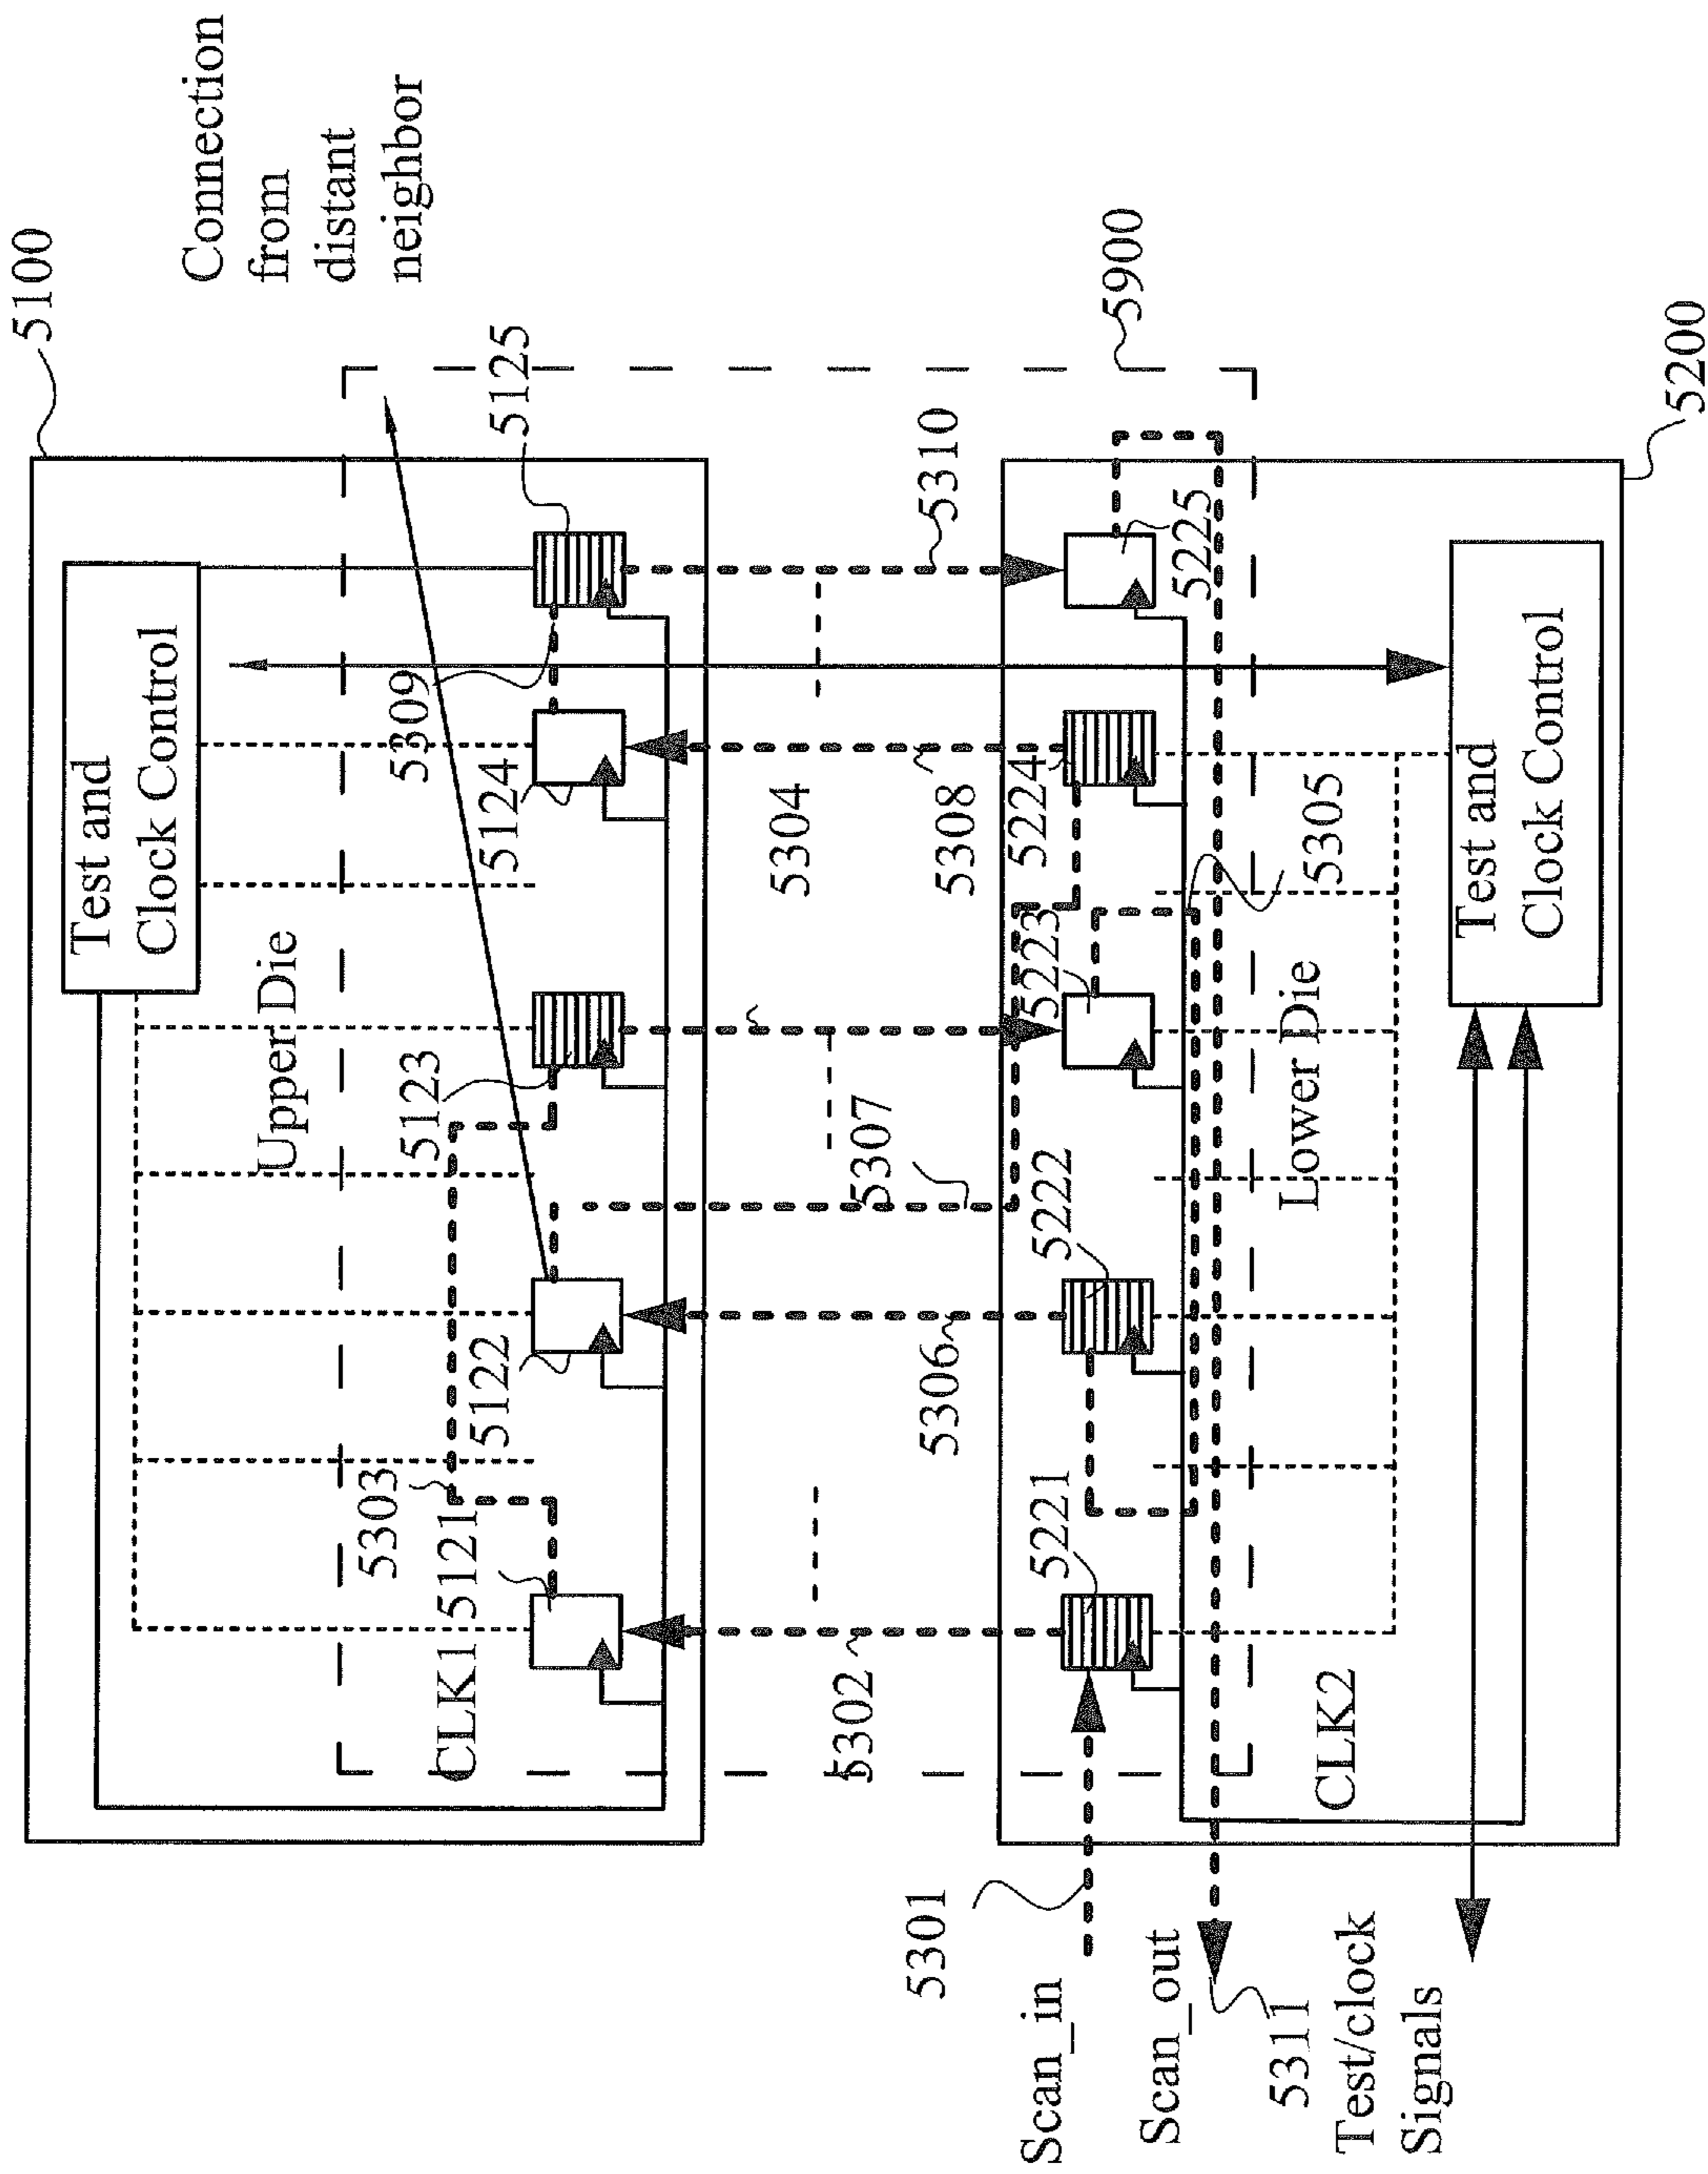 5100
Connection
from
distant
neighbor
Test and
Clock Control
Upper Die
5125
5309
5124
5123
5122
5303
CLK1 5121
5900
5310
5304
5308
5307
5306
5302
5225
5224
5223
5222
5221
5305
Lower Die
CLK2
Test and
Clock Control
5200
5301
Scan_in
Scan_out
5311
Test/clock
Signals